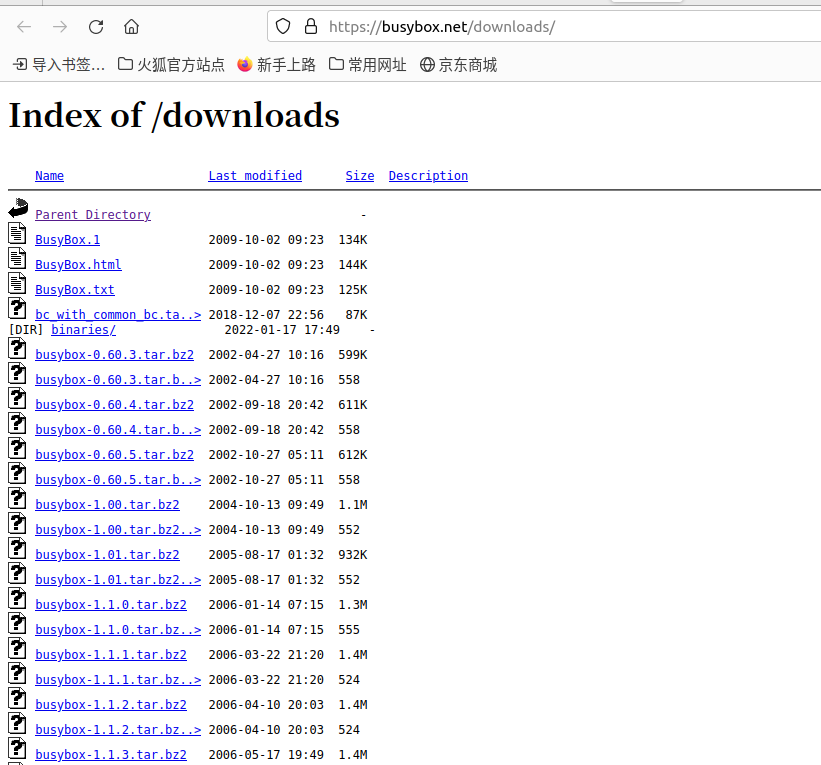 https://busybox.net/downloads/
导入书签... 火狐官方站点 新手上路 常用网址 京东商城
Index of /downloads
Name Last modified Size Description
Parent Directory -
BusyBox.1 2009-10-02 09:23 134K
BusyBox.html 2009-10-02 09:23 144K
BusyBox.txt 2009-10-02 09:23 125K
bc_with_common_bc.ta..> 2018-12-07 22:56 87K
[DIR] binaries/ 2022-01-17 17:49 -
busybox-0.60.3.tar.bz2 2002-04-27 10:16 599K
busybox-0.60.3.tar.b..> 2002-04-27 10:16 558
busybox-0.60.4.tar.bz2 2002-09-18 20:42 611K
busybox-0.60.4.tar.b..> 2002-09-18 20:42 558
busybox-0.60.5.tar.bz2 2002-10-27 05:11 612K
busybox-0.60.5.tar.b..> 2002-10-27 05:11 558
busybox-1.00.tar.bz2 2004-10-13 09:49 1.1M
busybox-1.00.tar.bz2..> 2004-10-13 09:49 552
busybox-1.01.tar.bz2 2005-08-17 01:32 932K
busybox-1.01.tar.bz2..> 2005-08-17 01:32 552
busybox-1.1.0.tar.bz2 2006-01-14 07:15 1.3M
busybox-1.1.0.tar.bz..> 2006-01-14 07:15 555
busybox-1.1.1.tar.bz2 2006-03-22 21:20 1.4M
busybox-1.1.1.tar.bz..> 2006-03-22 21:20 524
busybox-1.1.2.tar.bz2 2006-04-10 20:03 1.4M
busybox-1.1.2.tar.bz..> 2006-04-10 20:03 524
busybox-1.1.3.tar.bz2 2006-05-17 19:49 1.4M